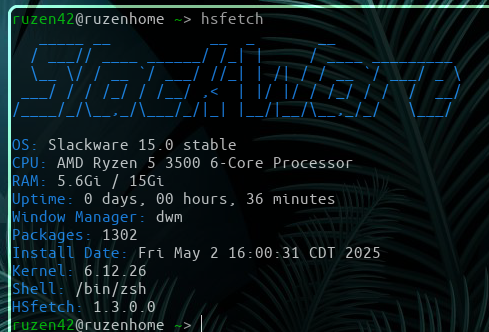 ruzen42@ruzenhome ~> hsfetch
Slackware
OS: Slackware 15.0 stable
CPU: AMD Ryzen 5 3500 6-Core Processor
RAM: 5.6Gi / 15Gi
Uptime: 0 days, 00 hours, 36 minutes
Window Manager: dwm
Packages: 1302
Install Date: Fri May 2 16:00:31 CDT 2025
Kernel: 6.12.26
Shell: /bin/zsh
HSfetch: 1.3.0.0
ruzen42@ruzenhome ~>